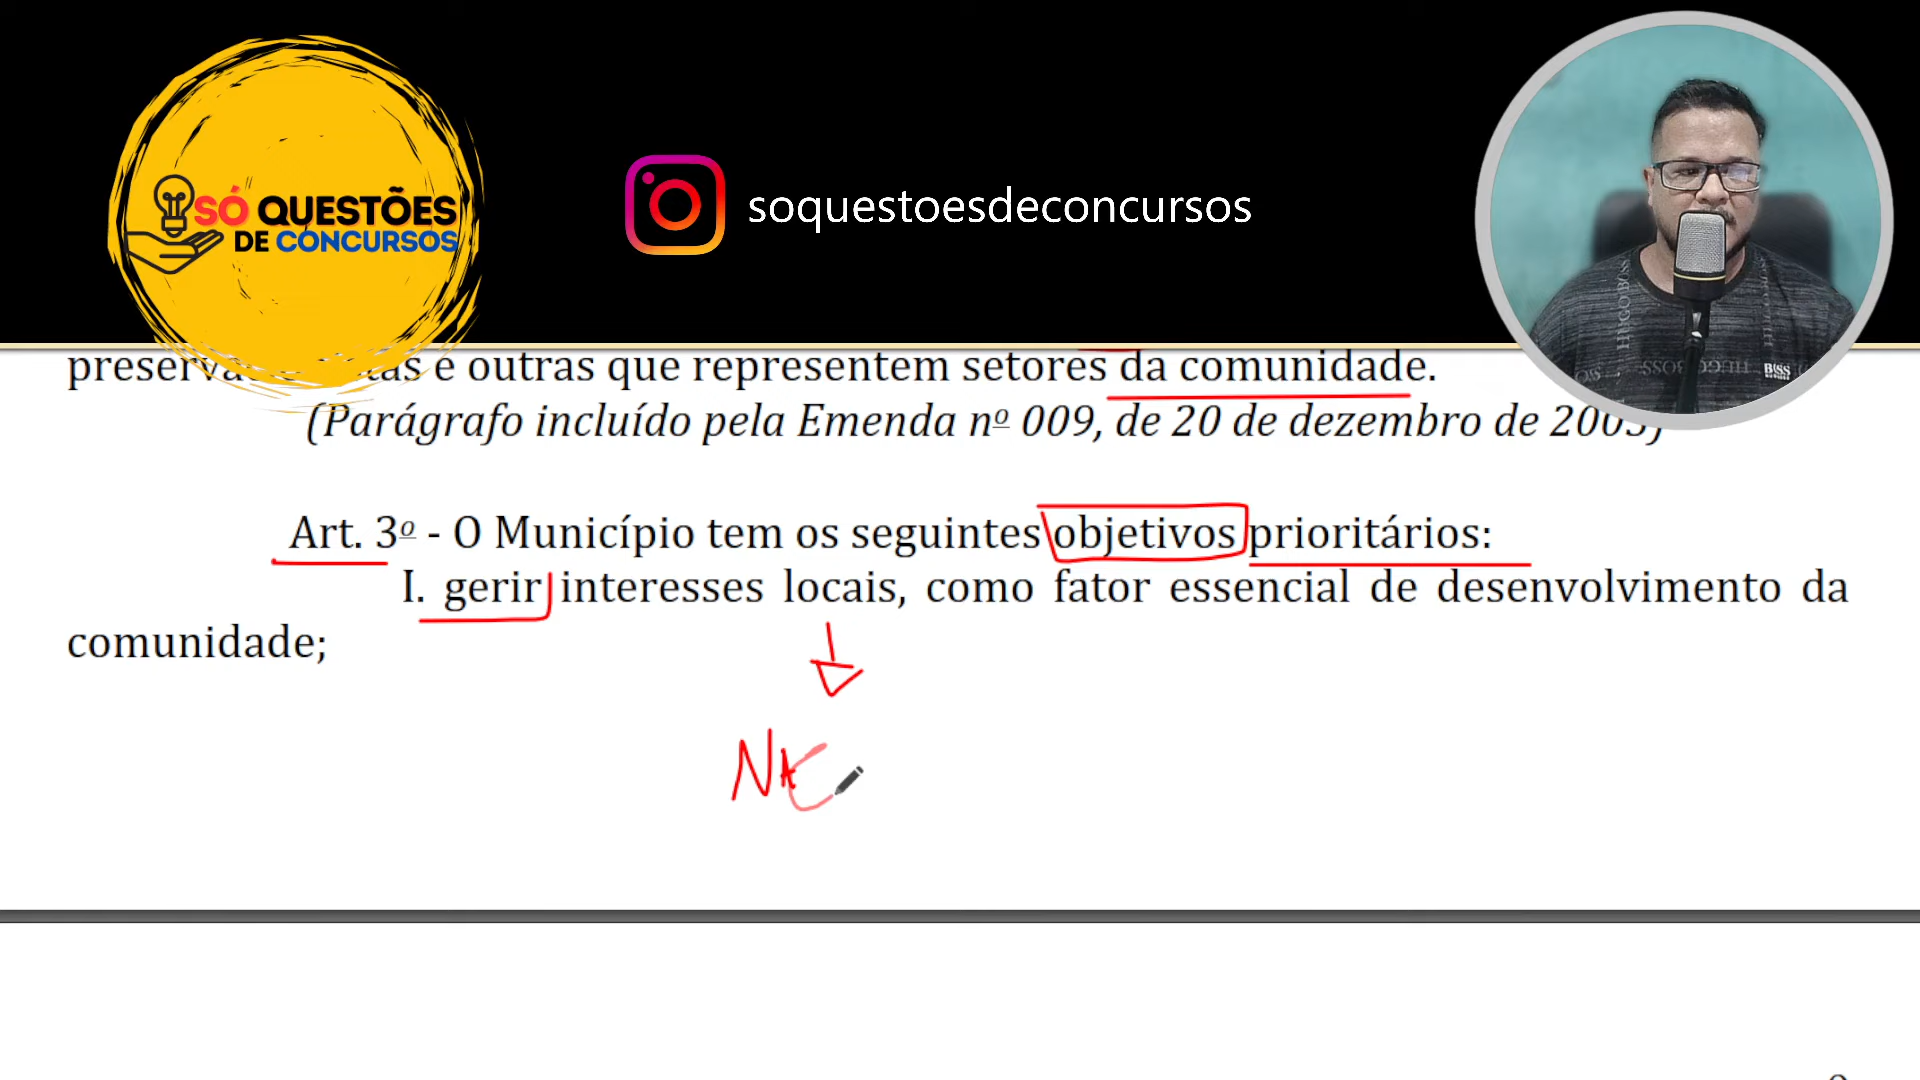 SÓ QUESTÕES
DE CONCURSOS
soquestoesdeconcursos
e outras que representem setores da comunidade.
(Parágrafo incluído pela Emenda nº 009, de 20 de dezembro de 2005)
Art. 3º - O Município tem os seguintes objetivos prioritários:
I. gerir interesses locais, como fator essencial de desenvolvimento da
comunidade;
BOSS